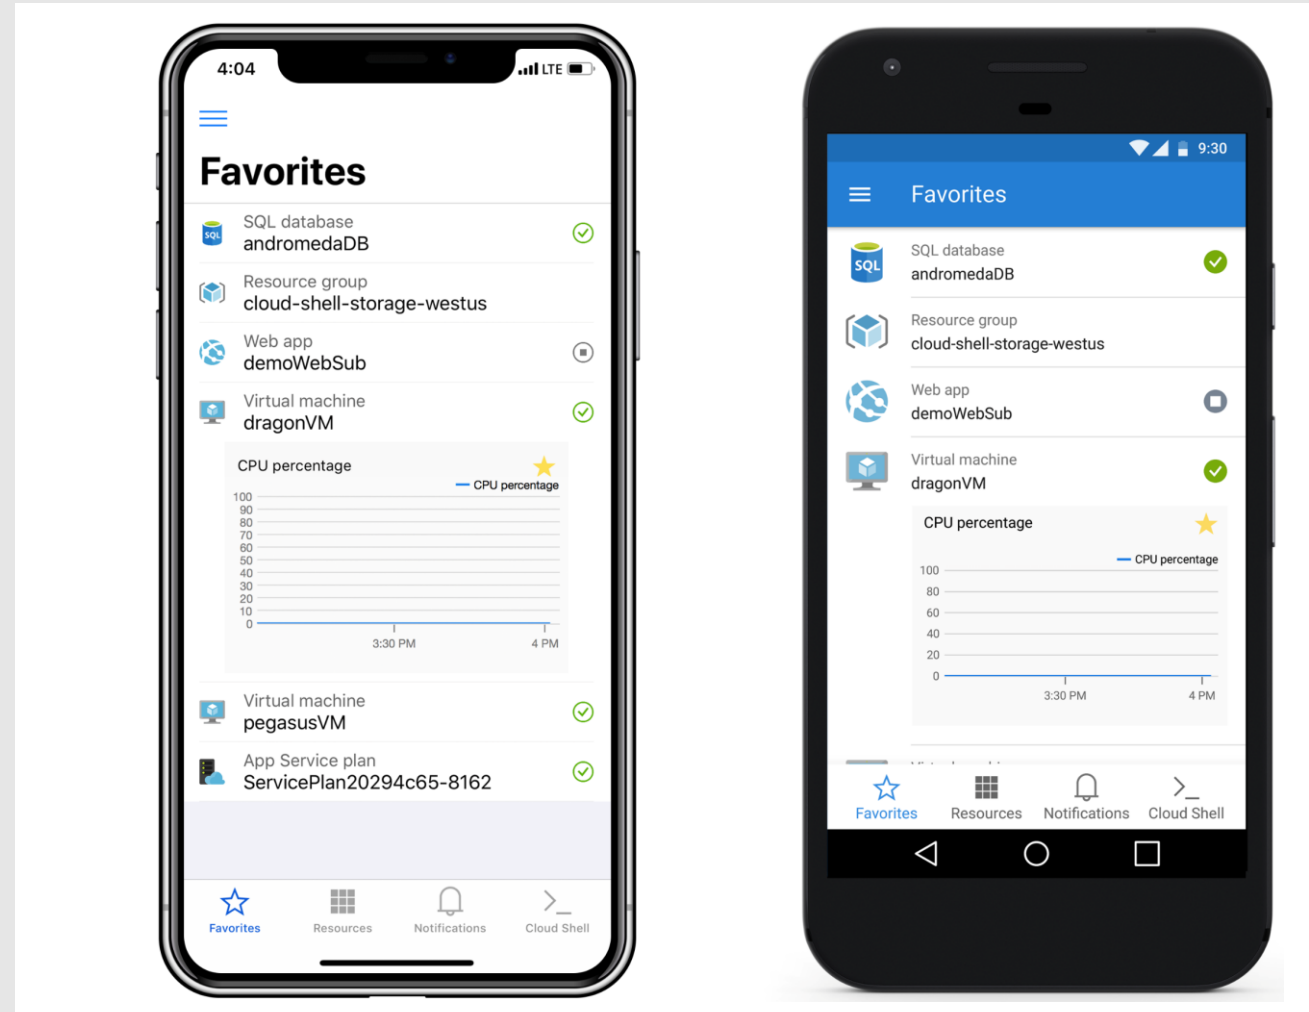 4:04
LTE
Favorites
SQL database
SQL
andromedaDB
Resource group
cloud-shell-storage-westus
Web app
demoWebSub
Virtual machine
dragonVM
CPU percentage
CPU percentage
100
90
80
70
60
50
40
30
20
10
0
3:30 PM 4 PM
Virtual machine
pegasusVM
App Service plan
ServicePlan20294c65-8162
Favorites Resources Notifications Cloud Shell
9:30
Favorites
SQL database
SQL
andromedaDB
Resource group
cloud-shell-storage-westus
Web app
demoWebSub
Virtual machine
dragonVM
CPU percentage
CPU percentage
100
80
60
40
20
0
3:30 PM 4 PM
Favorites Resources Notifications Cloud Shell